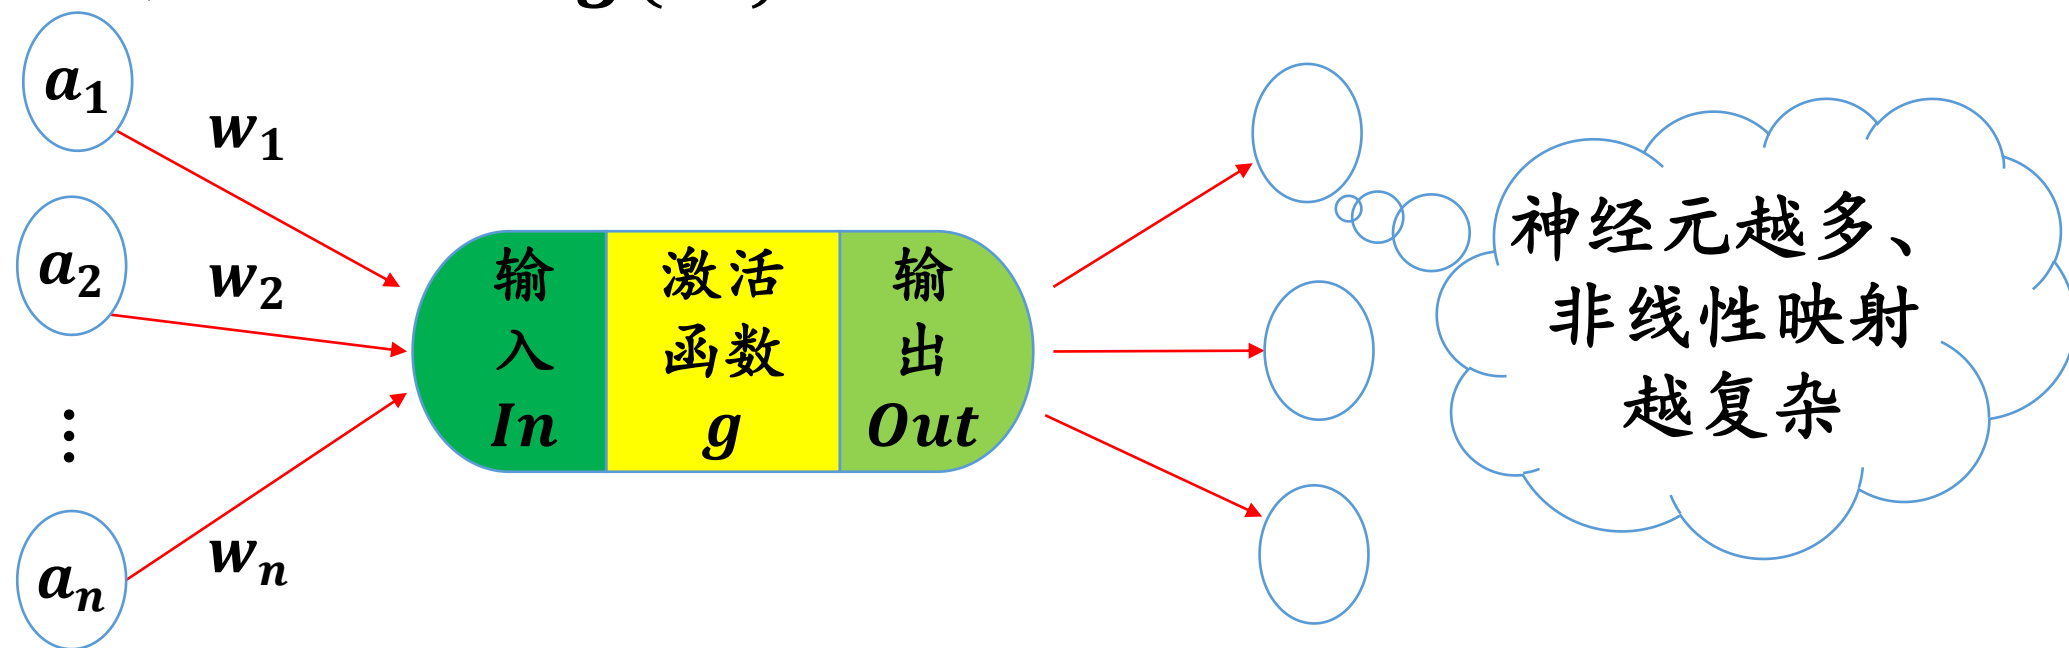 a₁
w₁
a₂
w₂
⋮
aₙ
wₙ
输入
In
激活
函数
g
输出
Out
神经元越多、
非线性映射
越复杂